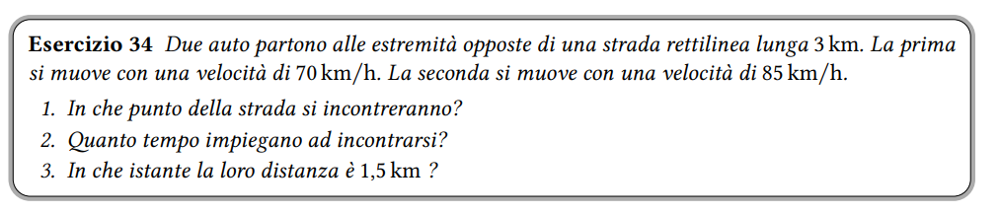 Esercizio 34 Due auto partono alle estremità opposte di una strada rettilinea lunga 3 km. La prima
si muove con una velocità di 70 km/h. La seconda si muove con una velocità di 85 km/h.
1. In che punto della strada si incontreranno?
2. Quanto tempo impiegano ad incontrarsi?
3. In che istante la loro distanza è 1,5 km ?